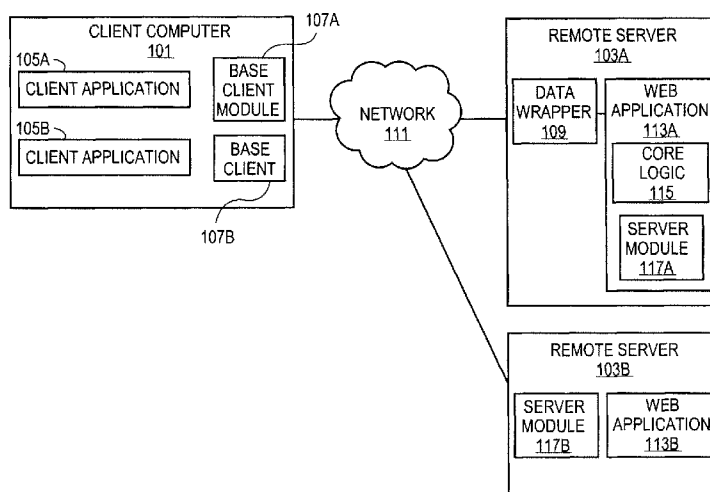 CLIENT COMPUTER
101
107A
105A
CLIENT APPLICATION
BASE
CLIENT
MODULE
105B
CLIENT APPLICATION
BASE
CLIENT
107B
NETWORK
111
REMOTE SERVER
103A
DATA
WRAPPER
109
WEB
APPLICATION
113A
CORE
LOGIC
115
SERVER
MODULE
117A
REMOTE SERVER
103B
SERVER
MODULE
117B
WEB
APPLICATION
113B